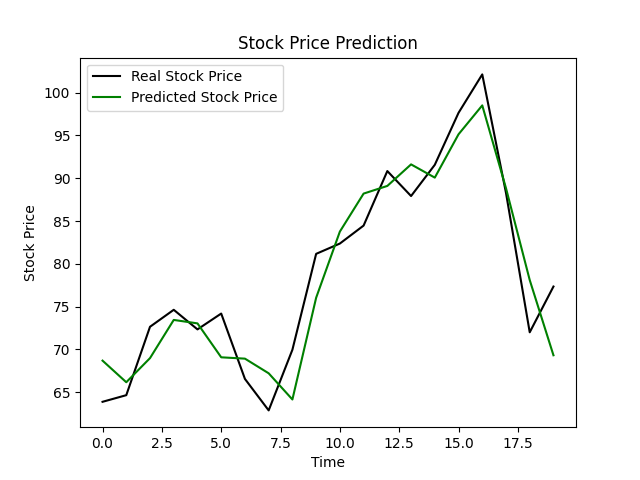 Stock Price Prediction
Real Stock Price
Predicted Stock Price
Stock Price
100
95
90
85
80
75
70
65
0.0 2.5 5.0 7.5 10.0 12.5 15.0 17.5
Time